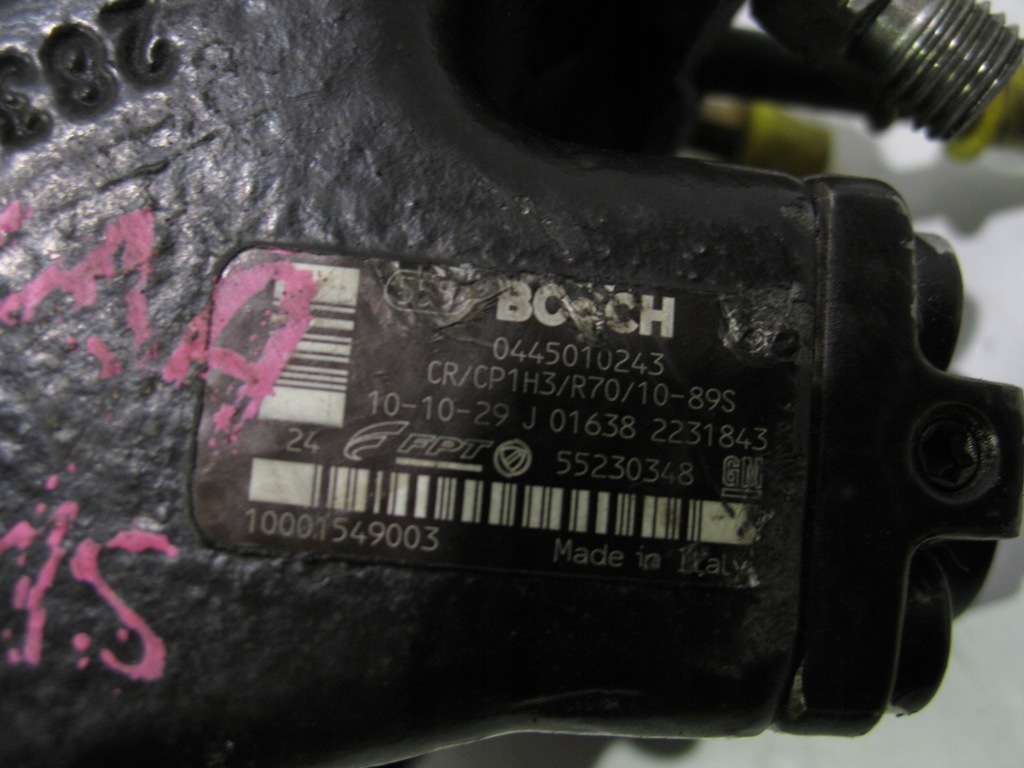 BOSCH
0445010243
CR/CP1H3/R70/10-89S
10-10-29 J 01638 2231843
24 FPT 55230348 GM
10001549003
Made in Italy